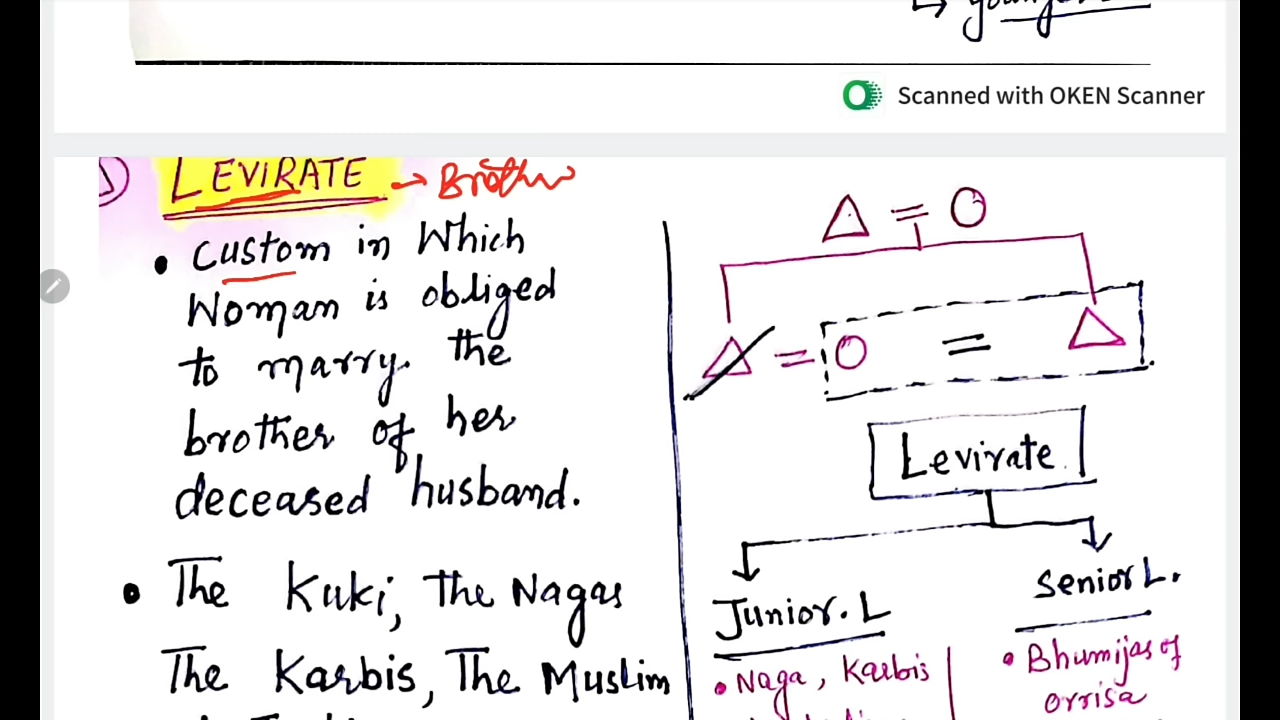 Scanned with OKEN Scanner
LEVIRATE → Brother
• Custom in Which
Woman is obliged
to marry the
brother of her
deceased husband.
• The Kuki, the Nagas
The Karbis, The Muslim
Levirate
Junior. L
• Naga, Karbis
Senior L.
• Bhumijas of
Orrisa